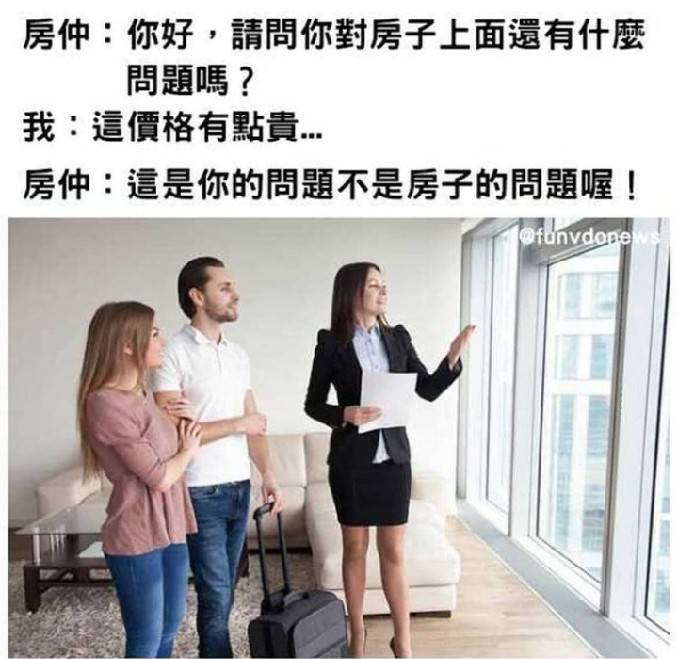 房仲：你好，請問你對房子上面還有什麼
問題嗎？
我：這價格有點貴...
房仲：這是你的問題不是房子的問題喔！
@funvdonews